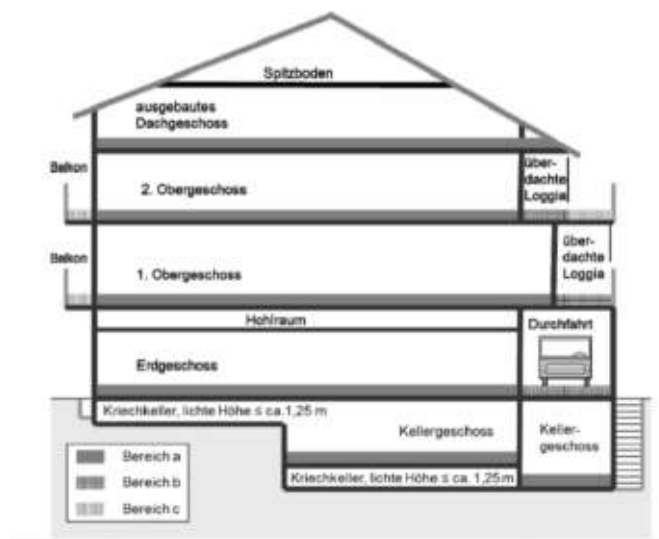 Spitzboden
ausgebautes
Dachgeschoss
Balkon
2. Obergeschoss
über-
dachte
Loggia
Balkon
1. Obergeschoss
über-
dachte
Loggia
Hohlraum
Durchfahrt
Erdgeschoss
Kriechkeller, lichte Höhe ≤ ca. 1,25 m
Kellergeschoss
Keller-
geschoss
Kriechkeller, lichte Höhe ≤ ca. 1,25 m
Bereich a
Bereich b
Bereich c